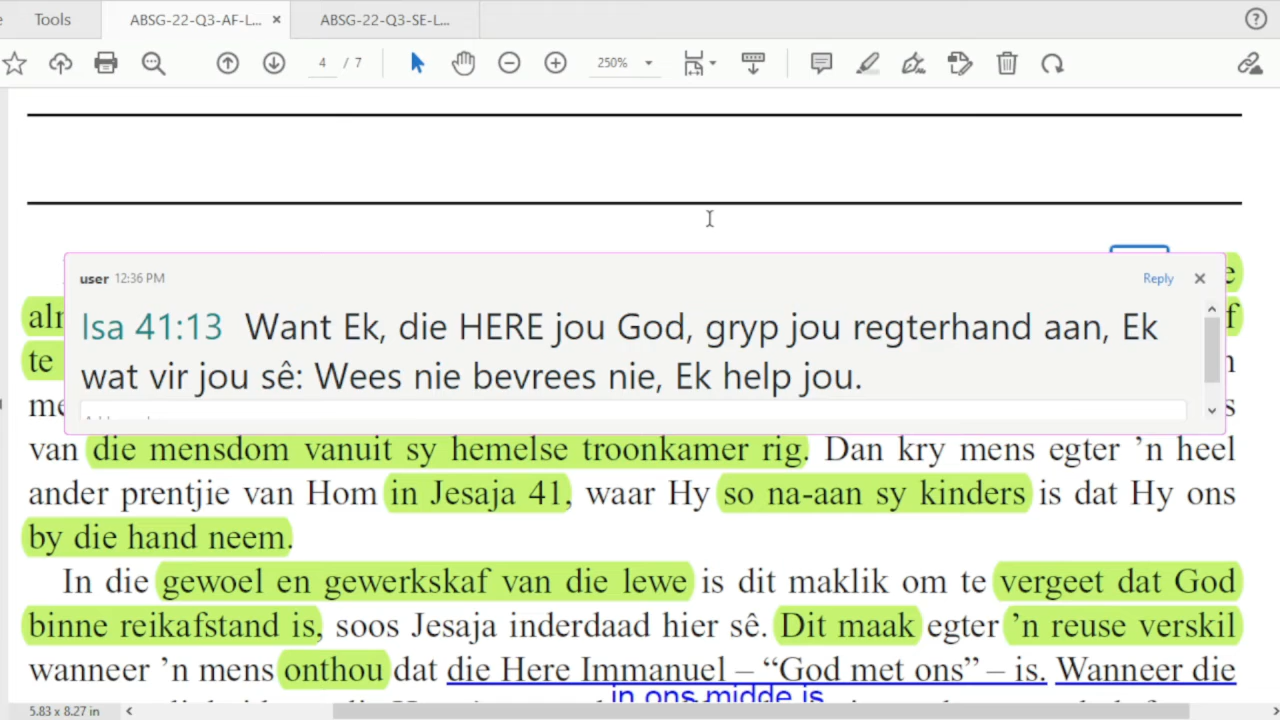 Tools
ABSG-22-Q3-AF-L... ×
ABSG-22-Q3-SE-L...
4 / 7
250%
user 12:36 PM
Reply ×
Isa 41:13 Want Ek, die HERE jou God, gryp jou regterhand aan, Ek
wat vir jou sê: Wees nie bevrees nie, Ek help jou.
te
van die mensdom vanuit sy hemelse troonkamer rig. Dan kry mens egter ’n heel
ander prentjie van Hom in Jesaja 41, waar Hy so na-aan sy kinders is dat Hy ons
by die hand neem.
In die gewoel en gewerkskaf van die lewe is dit maklik om te vergeet dat God
binne reikafstand is, soos Jesaja inderdaad hier sê. Dit maak egter ’n reuse verskil
wanneer ’n mens onthou dat die Here Immanuel – “God met ons” – is. Wanneer die
in ons midde is
5.83 x 8.27 in